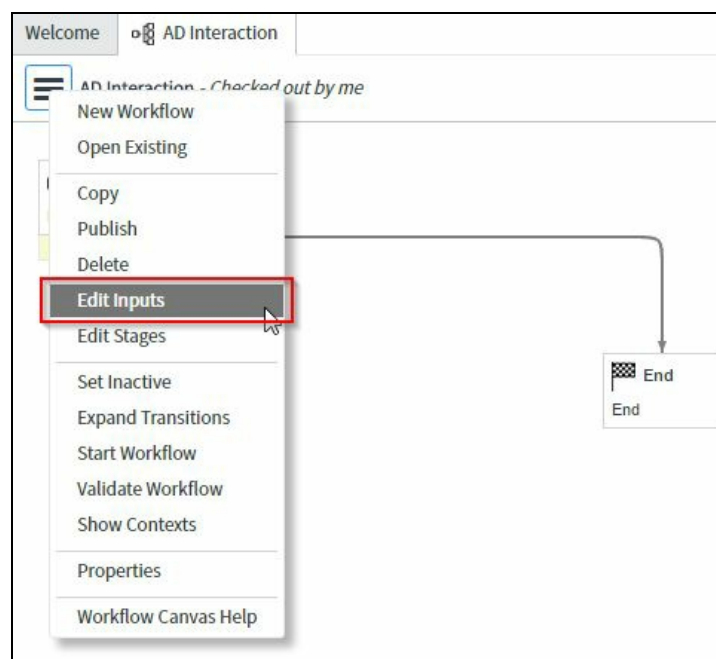 Welcome
AD Interaction
AD Interaction - Checked out by me
New Workflow
Open Existing
Copy
Publish
Delete
Edit Inputs
Edit Stages
Set Inactive
Expand Transitions
Start Workflow
Validate Workflow
Show Contexts
Properties
Workflow Canvas Help
End
End